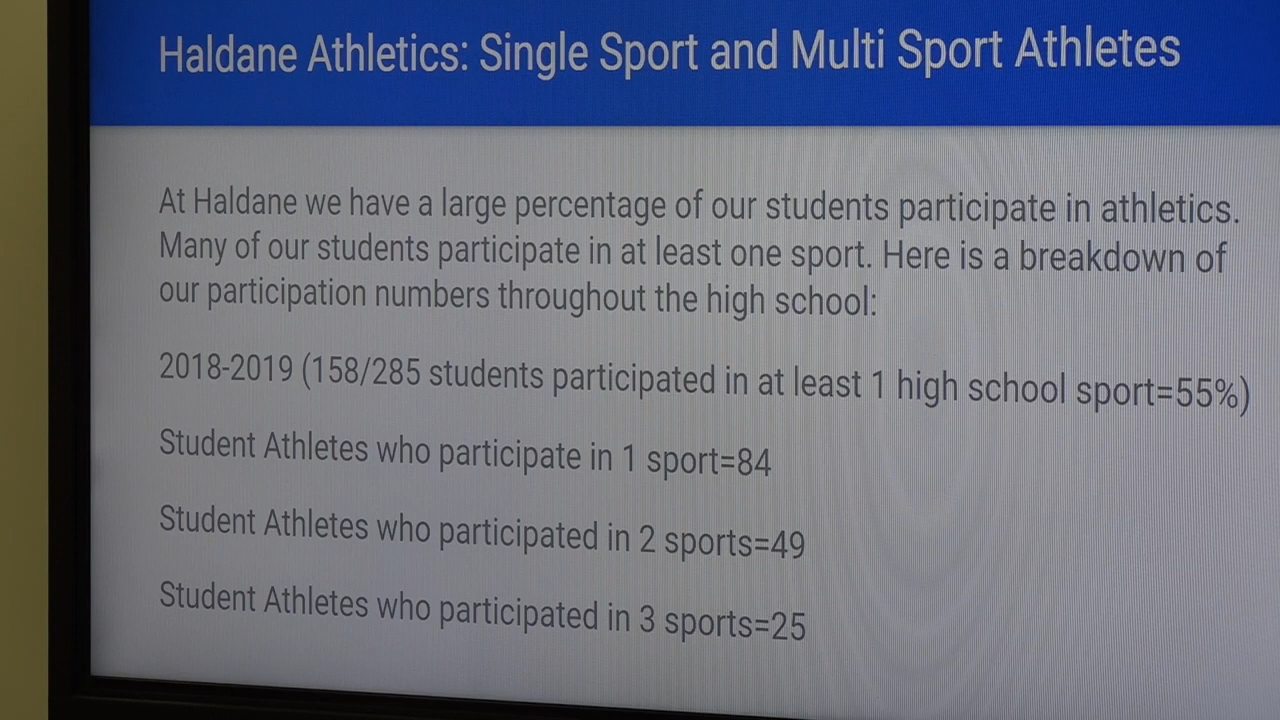 Haldane Athletics: Single Sport and Multi Sport Athletes
At Haldane we have a large percentage of our students participate in athletics.
Many of our students participate in at least one sport. Here is a breakdown of
our participation numbers throughout the high school:
2018-2019 (158/285 students participated in at least 1 high school sport=55%)
Student Athletes who participate in 1 sport=84
Student Athletes who participated in 2 sports=49
Student Athletes who participated in 3 sports=25